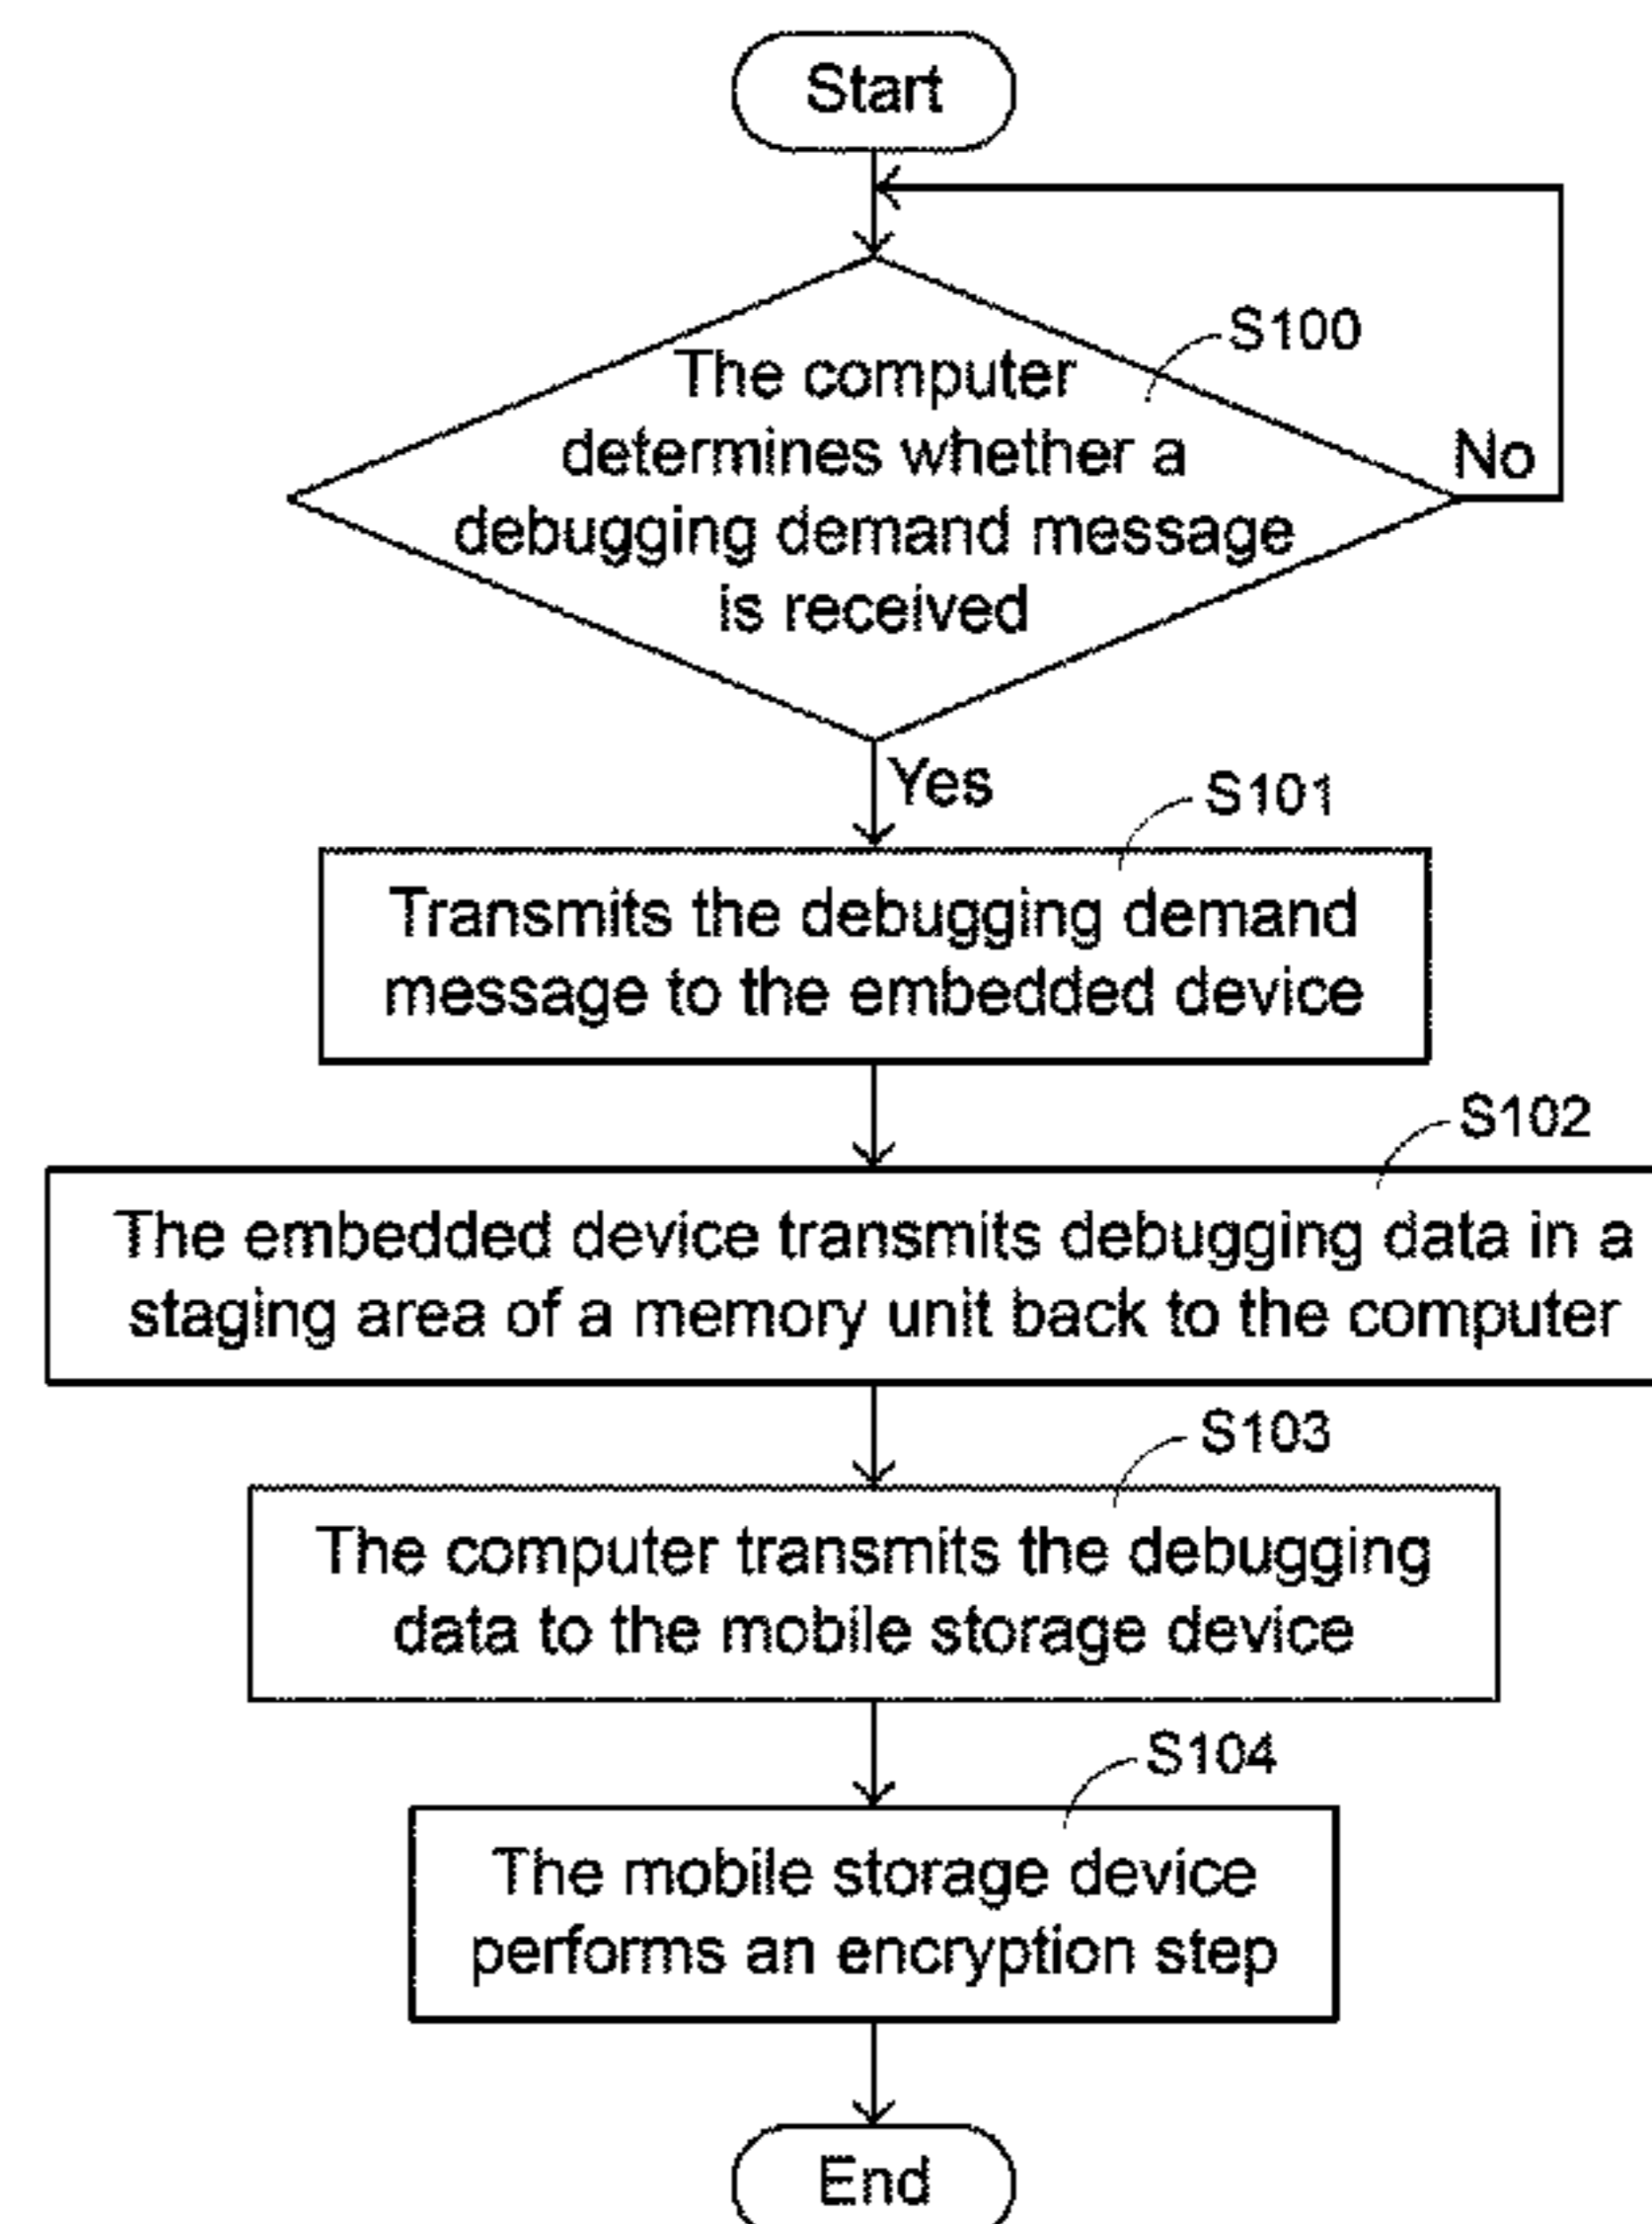 Start
S100
The computer
determines whether a
debugging demand message
is received
No
Yes
S101
Transmits the debugging demand
message to the embedded device
S102
The embedded device transmits debugging data in a
staging area of a memory unit back to the computer
S103
The computer transmits the debugging
data to the mobile storage device
S104
The mobile storage device
performs an encryption step
End